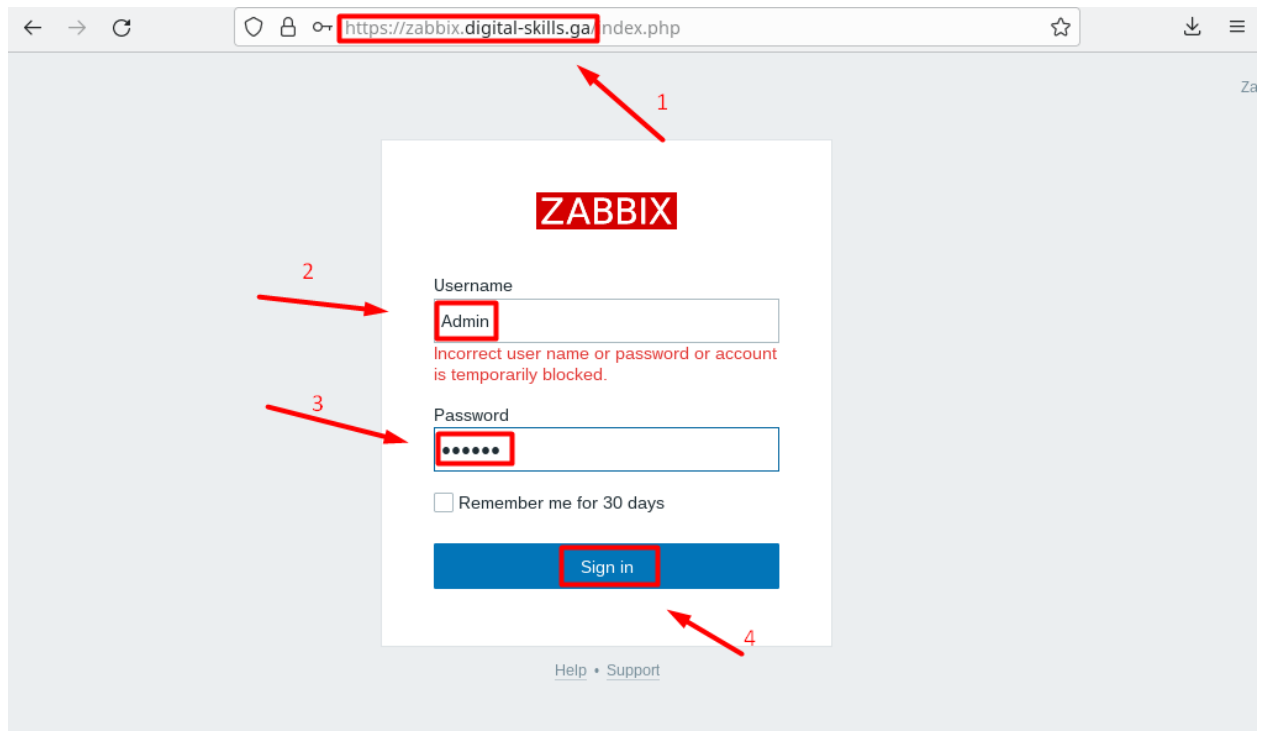 https://zabbix.digital-skills.ga/index.php
1
Za
ZABBIX
2
Username
Admin
Incorrect user name or password or account
is temporarily blocked.
3
Password
••••••
Remember me for 30 days
Sign in
4
Help • Support